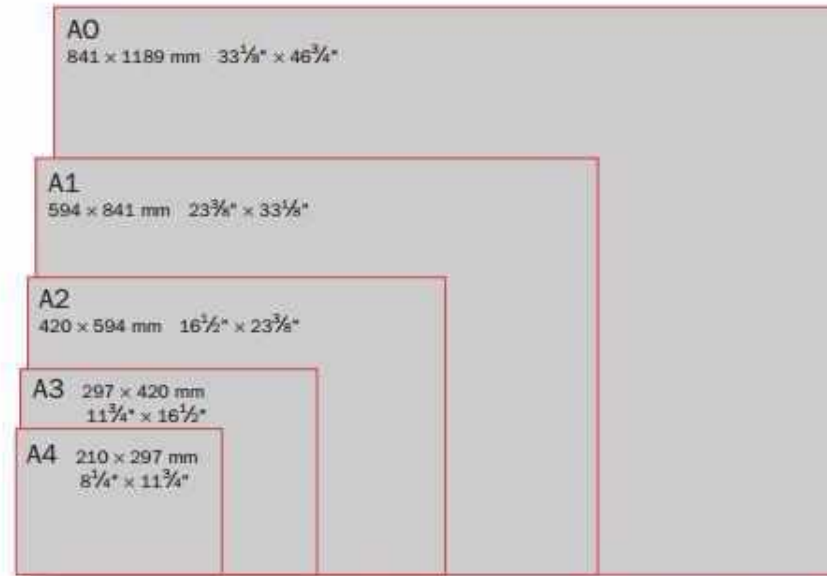 A0
841 × 1189 mm 33⅛" × 46¾"
A1
594 × 841 mm 23⅜" × 33⅛"
A2
420 × 594 mm 16½" × 23⅜"
A3 297 × 420 mm
11¾" × 16½"
A4 210 × 297 mm
8¼" × 11¾"